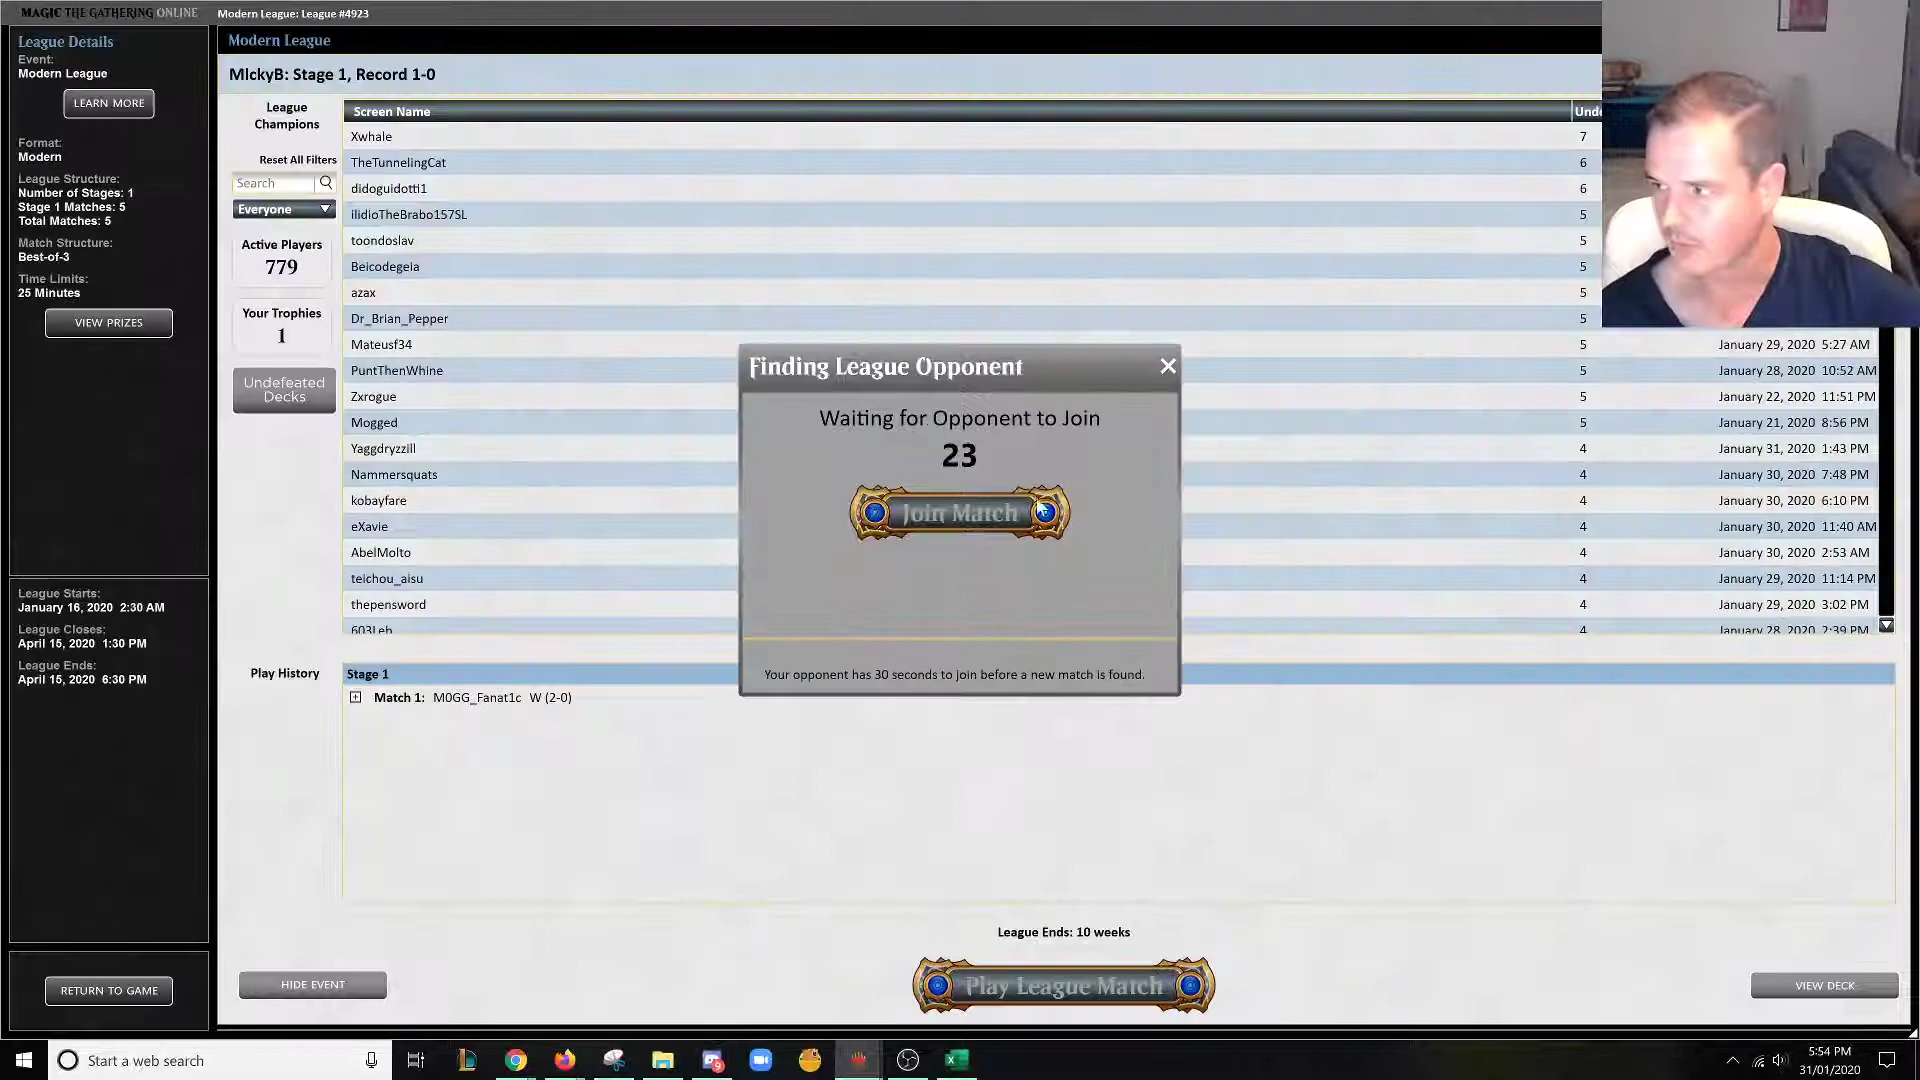 MAGIC THE GATHERING ONLINE
Modern League: League #4923
League Details
Event:
Modern League
LEARN MORE
Format:
Modern
League Structure:
Number of Stages: 1
Stage 1 Matches: 5
Total Matches: 5
Match Structure:
Best-of-3
Time Limits:
25 Minutes
VIEW PRIZES
League Starts:
January 16, 2020 2:30 AM
League Closes:
April 15, 2020 1:30 PM
League Ends:
April 15, 2020 6:30 PM
RETURN TO GAME
Modern League
MIckyB: Stage 1, Record 1-0
League
Champions
Reset All Filters
Search
Everyone
Active Players
779
Your Trophies
1
Undefeated
Decks
Screen Name Unde
Xwhale 7
TheTunnelingCat 6
didoguidotti1 6
ilidioTheBrabo157SL 5
toondoslav 5
Beicodegeia 5
azax 5
Dr_Brian_Pepper 5
Mateusf34 5 January 29, 2020 5:27 AM
PuntThenWhine 5 January 28, 2020 10:52 AM
Zxrogue 5 January 22, 2020 11:51 PM
Mogged 5 January 21, 2020 8:56 PM
Yaggdryzzill 4 January 31, 2020 1:43 PM
Nammersquats 4 January 30, 2020 7:48 PM
kobayfare 4 January 30, 2020 6:10 PM
eXavie 4 January 30, 2020 11:40 AM
AbelMolto 4 January 30, 2020 2:53 AM
teichou_aisu 4 January 29, 2020 11:14 PM
thepensword 4 January 29, 2020 3:02 PM
603Leh 4 January 28, 2020 2:39 PM
Finding League Opponent
Waiting for Opponent to Join
23
Join Match
Your opponent has 30 seconds to join before a new match is found.
Play History
Stage 1
Match 1: M0GG_Fanat1c W (2-0)
League Ends: 10 weeks
HIDE EVENT
Play League Match
VIEW DECK
Start a web search
9
5:54 PM
31/01/2020